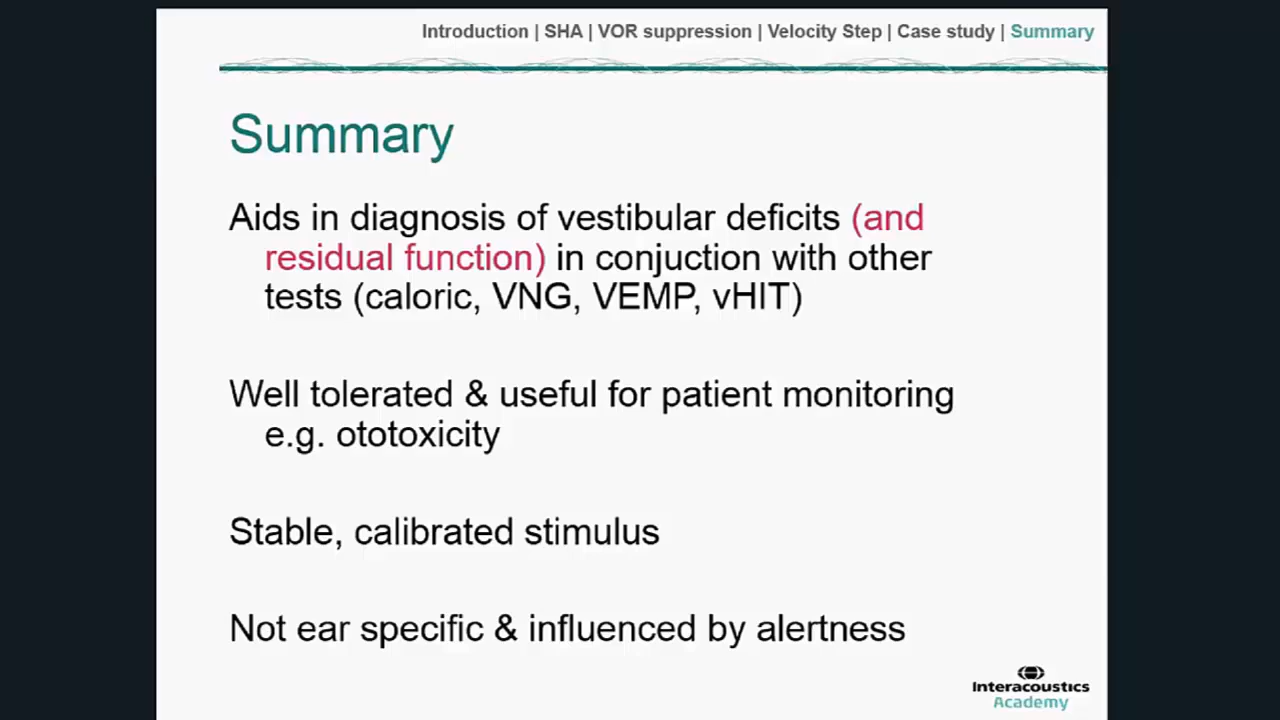 Introduction | SHA | VOR suppression | Velocity Step | Case study | Summary
Summary
Aids in diagnosis of vestibular deficits (and
residual function) in conjuction with other
tests (caloric, VNG, VEMP, vHIT)
Well tolerated & useful for patient monitoring
e.g. ototoxicity
Stable, calibrated stimulus
Not ear specific & influenced by alertness
Interacoustics
Academy